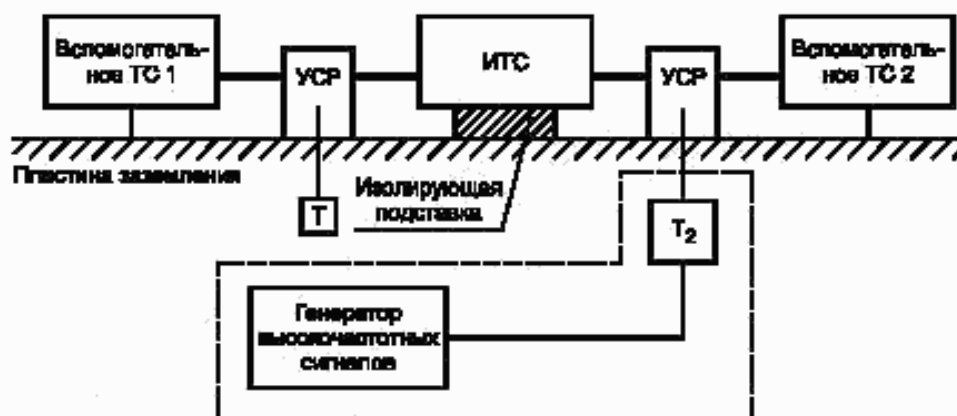 Вспомогатель-
ное ТС 1
УСР
ИТС
УСР
Вспомогатель-
ное ТС 2
Пластина заземления
Изолирующая
подставка
Т
Т2
Генератор
высокочастотных
сигналов